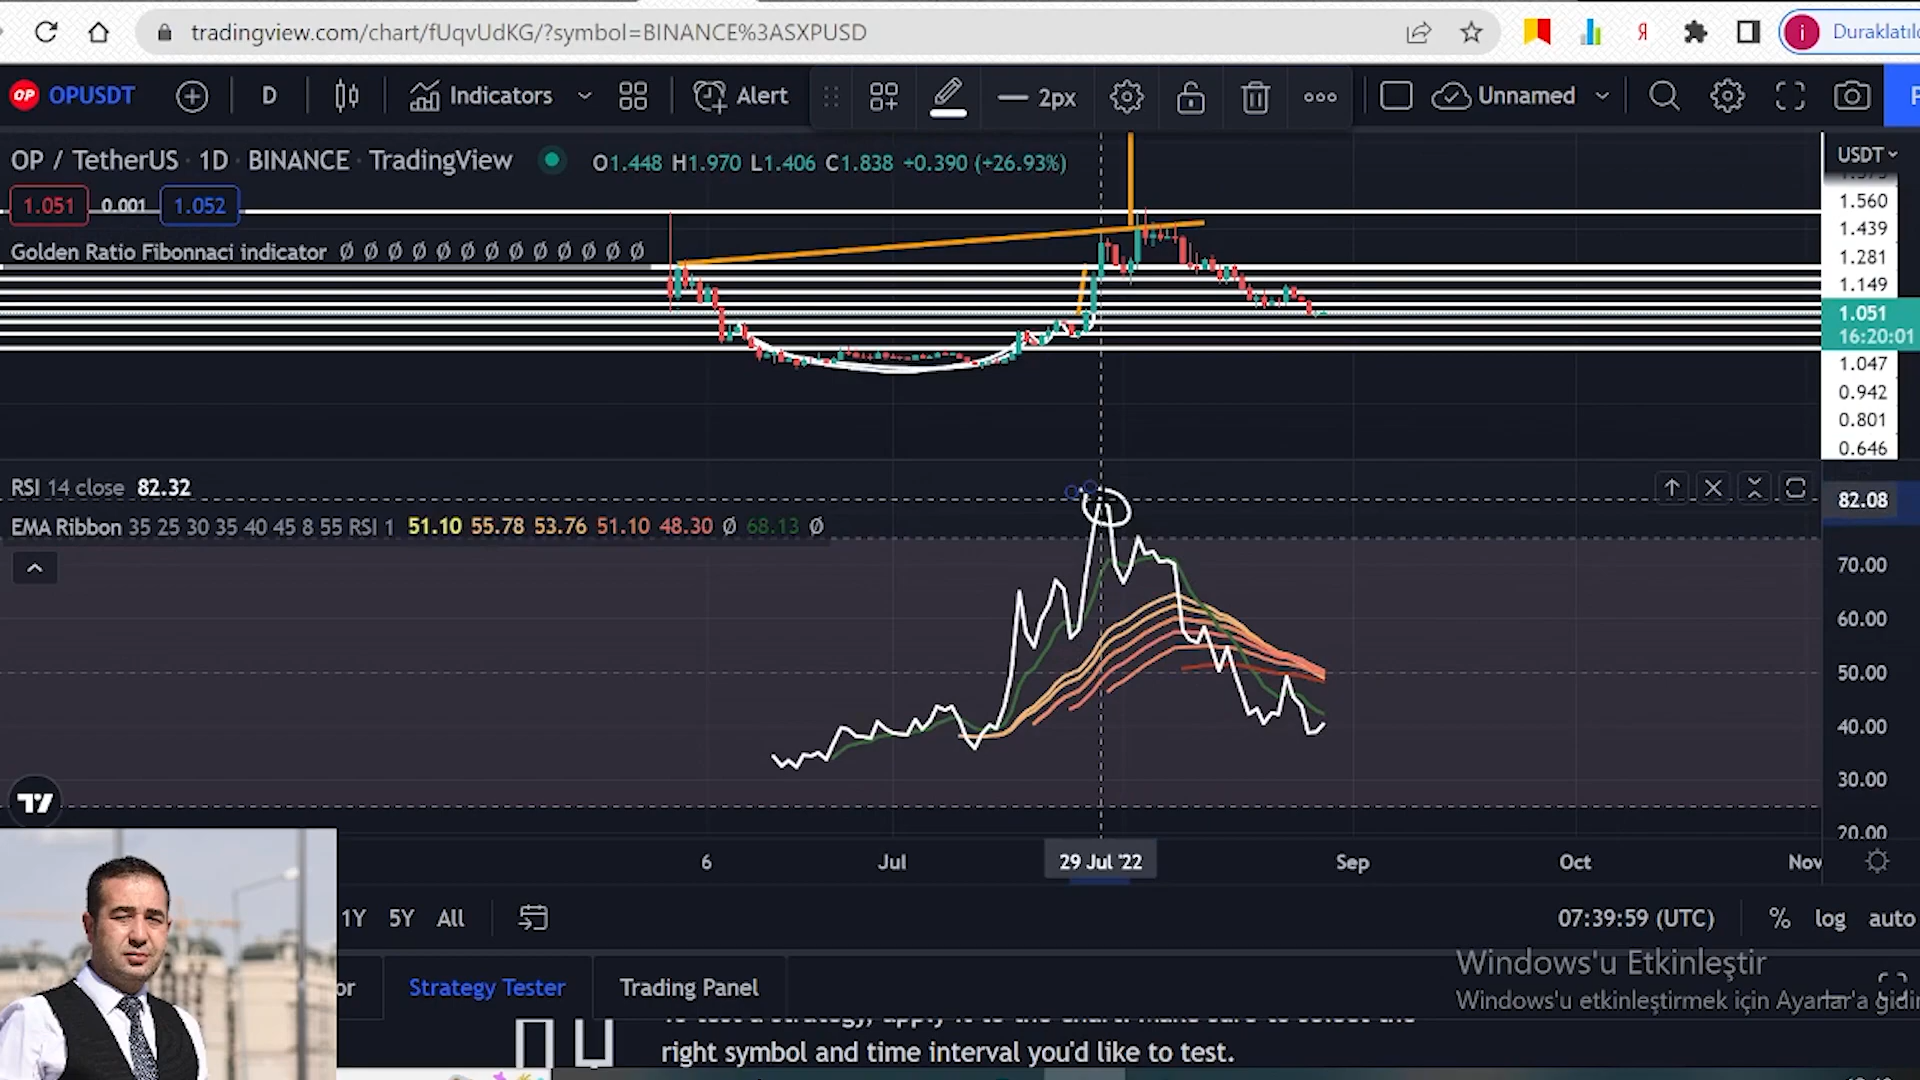 tradingview.com/chart/fUqvUdKG/?symbol=BINANCE%3ASXPUSD
Я
i
OP OPUSDT D Indicators Alert 2px Unnamed
OP / TetherUS · 1D · BINANCE · TradingView O1.448 H1.970 L1.406 C1.838 +0.390 (+26.93%)
USDT
1.051 0.001 1.052
Golden Ratio Fibonnaci indicator Ø Ø Ø Ø Ø Ø Ø Ø Ø Ø Ø Ø Ø
1.560
1.439
1.281
1.149
1.051
16:20:01
1.047
0.942
0.801
0.646
RSI 14 close 82.32
82.08
EMA Ribbon 35 25 30 35 40 45 8 55 RSI 1 51.10 55.78 53.76 51.10 48.30 Ø 68.13 Ø
70.00
60.00
50.00
40.00
30.00
20.00
6 Jul 29 Jul '22 Sep Oct Nov
1Y 5Y All 07:39:59 (UTC) % log auto
Windows'u Etkinleştir
Windows'u etkinleştirmek için Ayarlar'a
or Strategy Tester Trading Panel
right symbol and time interval you'd like to test.